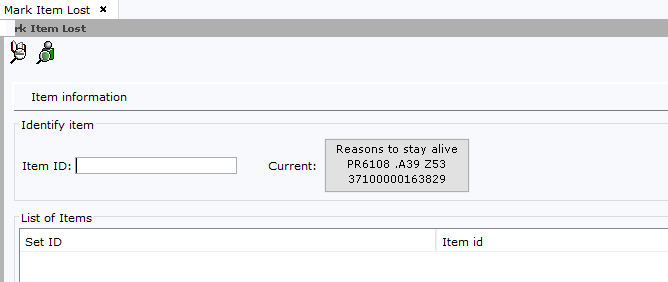 Mark Item Lost ×
rk Item Lost
Item information
Identify item
Item ID:
Current:
Reasons to stay alive
PR6108 .A39 Z53
37100000163829
List of Items
Set ID
Item id